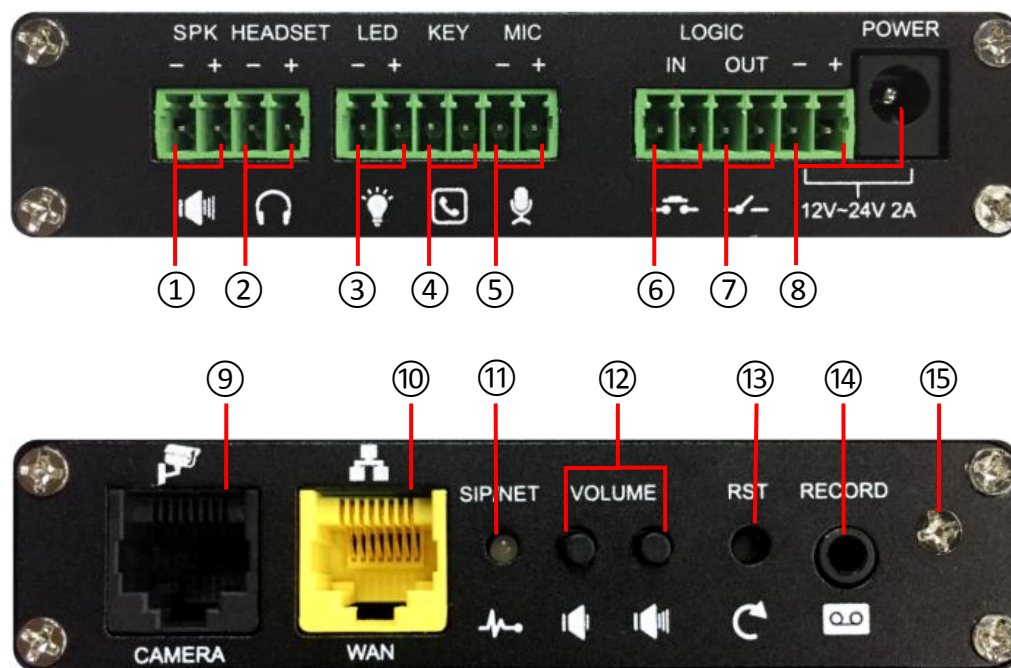 SPK HEADSET LED KEY MIC LOGIC POWER
− + − + − + − + IN OUT − +
12V~24V 2A
① ② ③ ④ ⑤ ⑥ ⑦ ⑧
⑨ ⑩ ⑪ ⑫ ⑬ ⑭ ⑮
SIP/NET VOLUME RST RECORD
CAMERA WAN